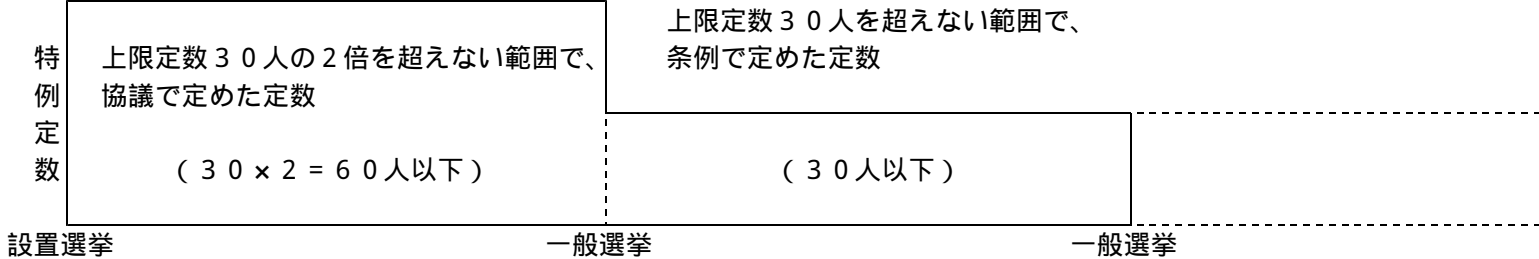 特例定数
上限定数３０人の２倍を超えない範囲で、
協議で定めた定数
（３０×２＝６０人以下）
上限定数３０人を超えない範囲で、
条例で定めた定数
（３０人以下）
設置選挙
一般選挙
一般選挙